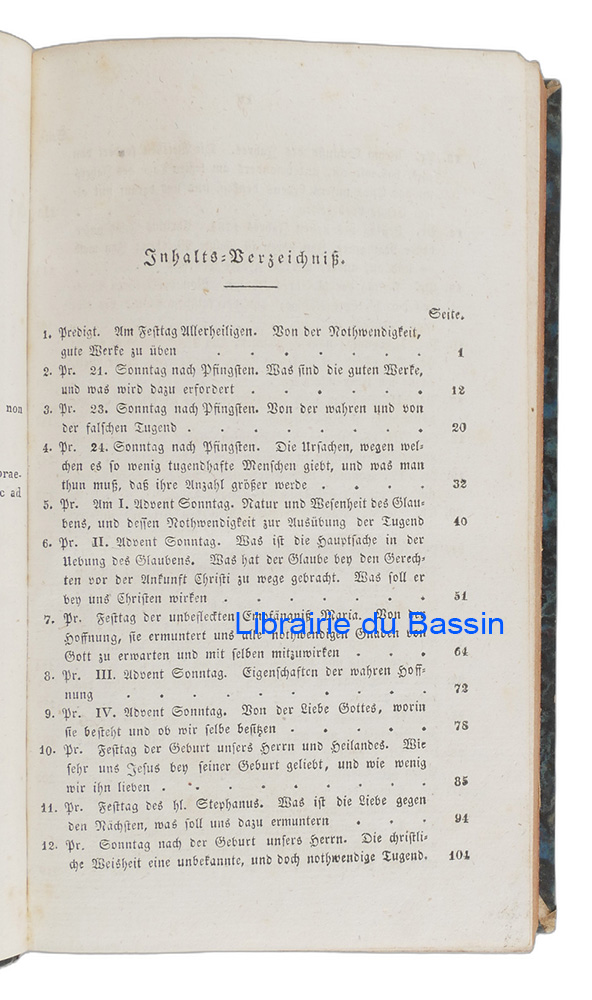 non
prae-
c ad
Inhalts-Verzeichniß.
Seite.
1. Predigt. Am Festtag Allerheiligen. Von der Nothwendigkeit,
gute Werke zu üben . . . . . . . 1
2. Pr. 21. Sonntag nach Pfingsten. Was sind die guten Werke,
und was wird dazu erfordert . . . . . . 12
3. Pr. 23. Sonntag nach Pfingsten. Von der wahren und von
der falschen Tugend . . . . . . . . 20
4. Pr. 24. Sonntag nach Pfingsten. Die Ursachen, wegen wel-
chen es so wenig tugendhafte Menschen giebt, und was man
thun muß, daß ihre Anzahl größer werde . . . . 32
5. Pr. Am I. Advent Sonntag. Natur und Wesenheit des Glau-
bens, und dessen Nothwendigkeit zur Ausübung der Tugend 40
6. Pr. II. Advent Sonntag. Was ist die Hauptsache in der
Uebung des Glaubens. Was hat der Glaube bey den Gerech-
ten vor der Ankunft Christi zu wege gebracht. Was soll er
bey uns Christen wirken . . . . . . . 51
7. Pr. Festtag der unbefleckten Empfängniß Maria. Von der
Hoffnung, sie ermuntert uns alle nothwendigen Gnaden von
Gott zu erwarten und mit selben mitzuwirken . . . 64
8. Pr. III. Advent Sonntag. Eigenschaften der wahren Hoff-
nung . . . . . . . . . . 72
9. Pr. IV. Advent Sonntag. Von der Liebe Gottes, worin
sie besteht und ob wir selbe besitzen . . . . . 78
10. Pr. Festtag der Geburt unsers Herrn und Heilandes. Wie
sehr uns Jesus bey seiner Geburt geliebt, und wie wenig
wir ihn lieben . . . . . . . . . 85
11. Pr. Festtag des hl. Stephanus. Was ist die Liebe gegen
den Nächsten, was soll uns dazu ermuntern . . . 94
12. Pr. Sonntag nach der Geburt unsers Herrn. Die christli-
che Weisheit eine unbekannte, und doch nothwendige Tugend. 104
Librairie du Bassin